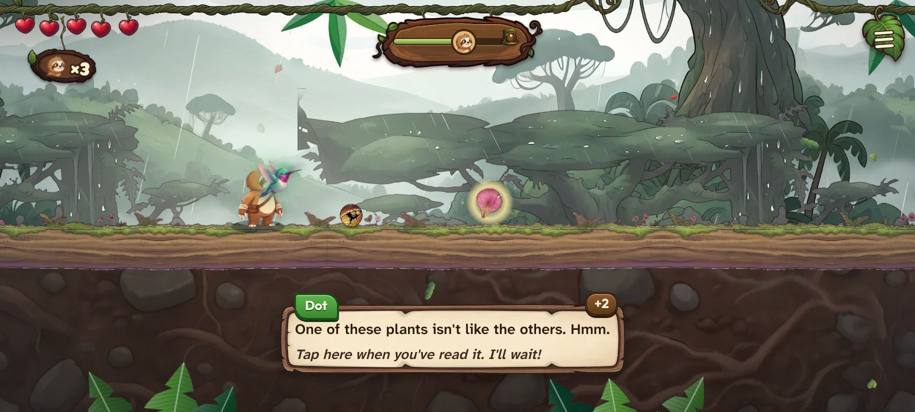 ×3
Dot
+2
One of these plants isn't like the others. Hmm.
Tap here when you've read it. I'll wait!